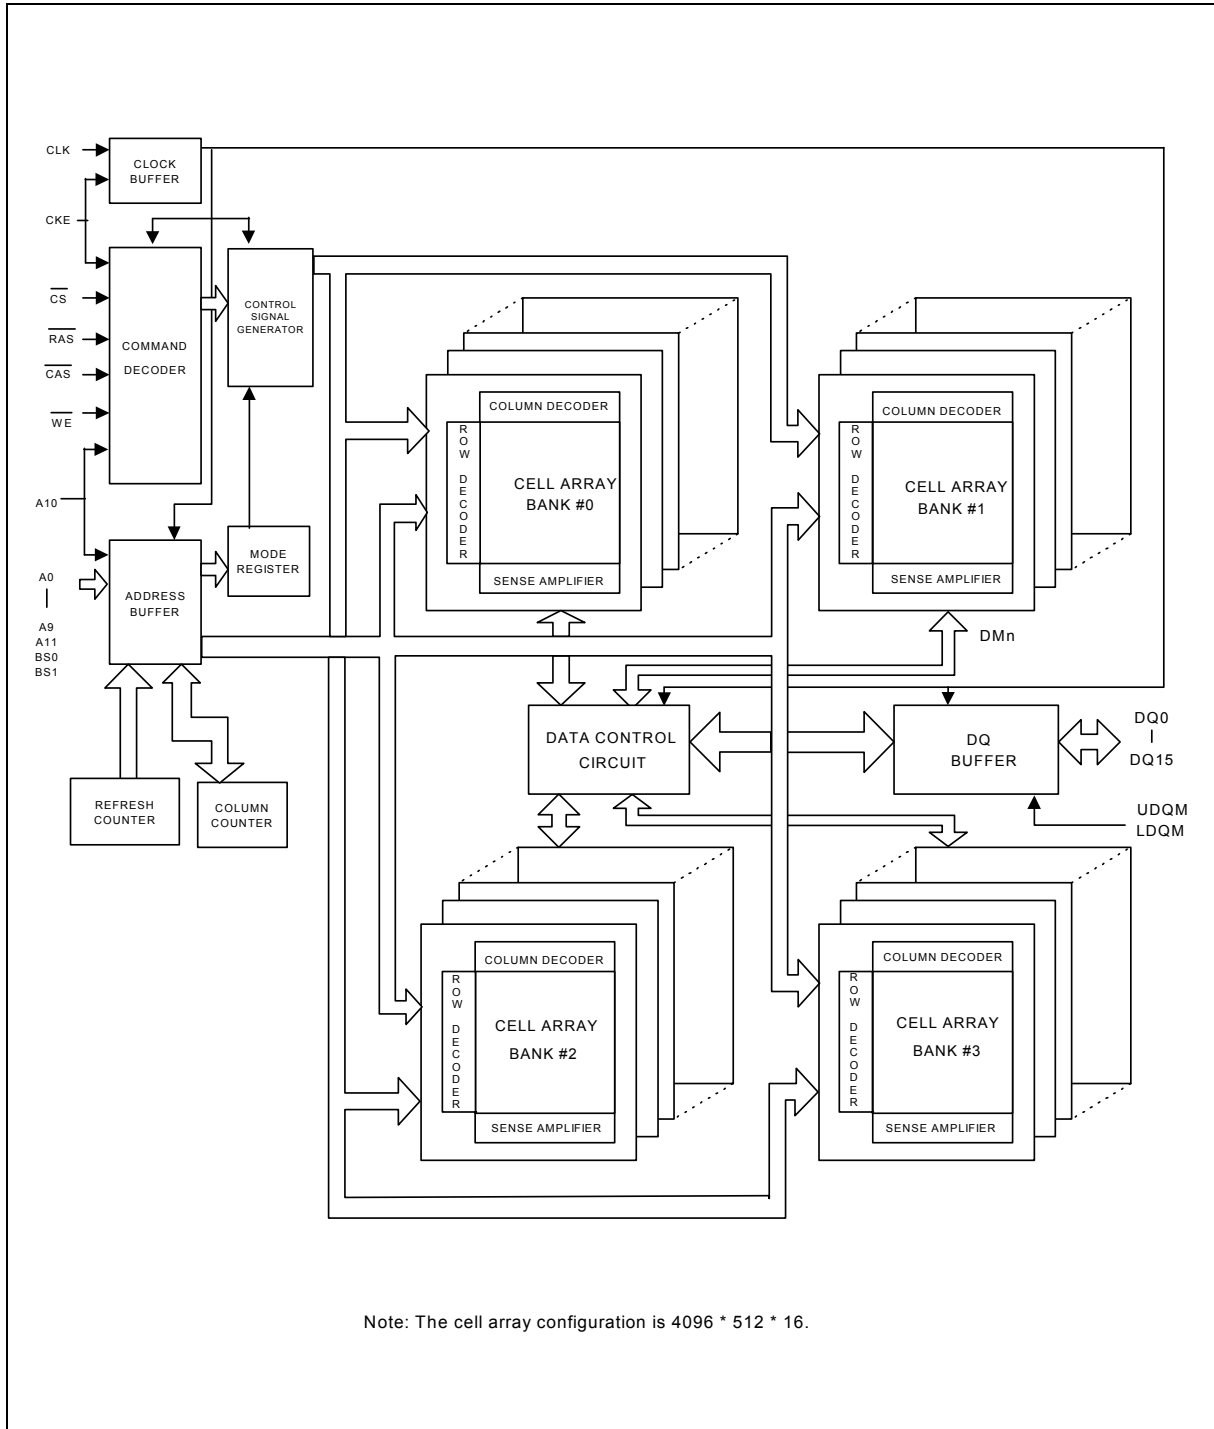 CLK
CLOCK
BUFFER
CKE
CS
RAS
CAS
WE
COMMAND
DECODER
CONTROL
SIGNAL
GENERATOR
A10
A0
A9
A11
BS0
BS1
ADDRESS
BUFFER
MODE
REGISTER
REFRESH
COUNTER
COLUMN
COUNTER
COLUMN DECODER
ROW DECODER
CELL ARRAY
BANK #0
SENSE AMPLIFIER
COLUMN DECODER
ROW DECODER
CELL ARRAY
BANK #1
SENSE AMPLIFIER
DMn
DATA CONTROL
CIRCUIT
DQ
BUFFER
DQ0
DQ15
UDQM
LDQM
COLUMN DECODER
ROW DECODER
CELL ARRAY
BANK #2
SENSE AMPLIFIER
COLUMN DECODER
ROW DECODER
CELL ARRAY
BANK #3
SENSE AMPLIFIER
Note: The cell array configuration is 4096 * 512 * 16.